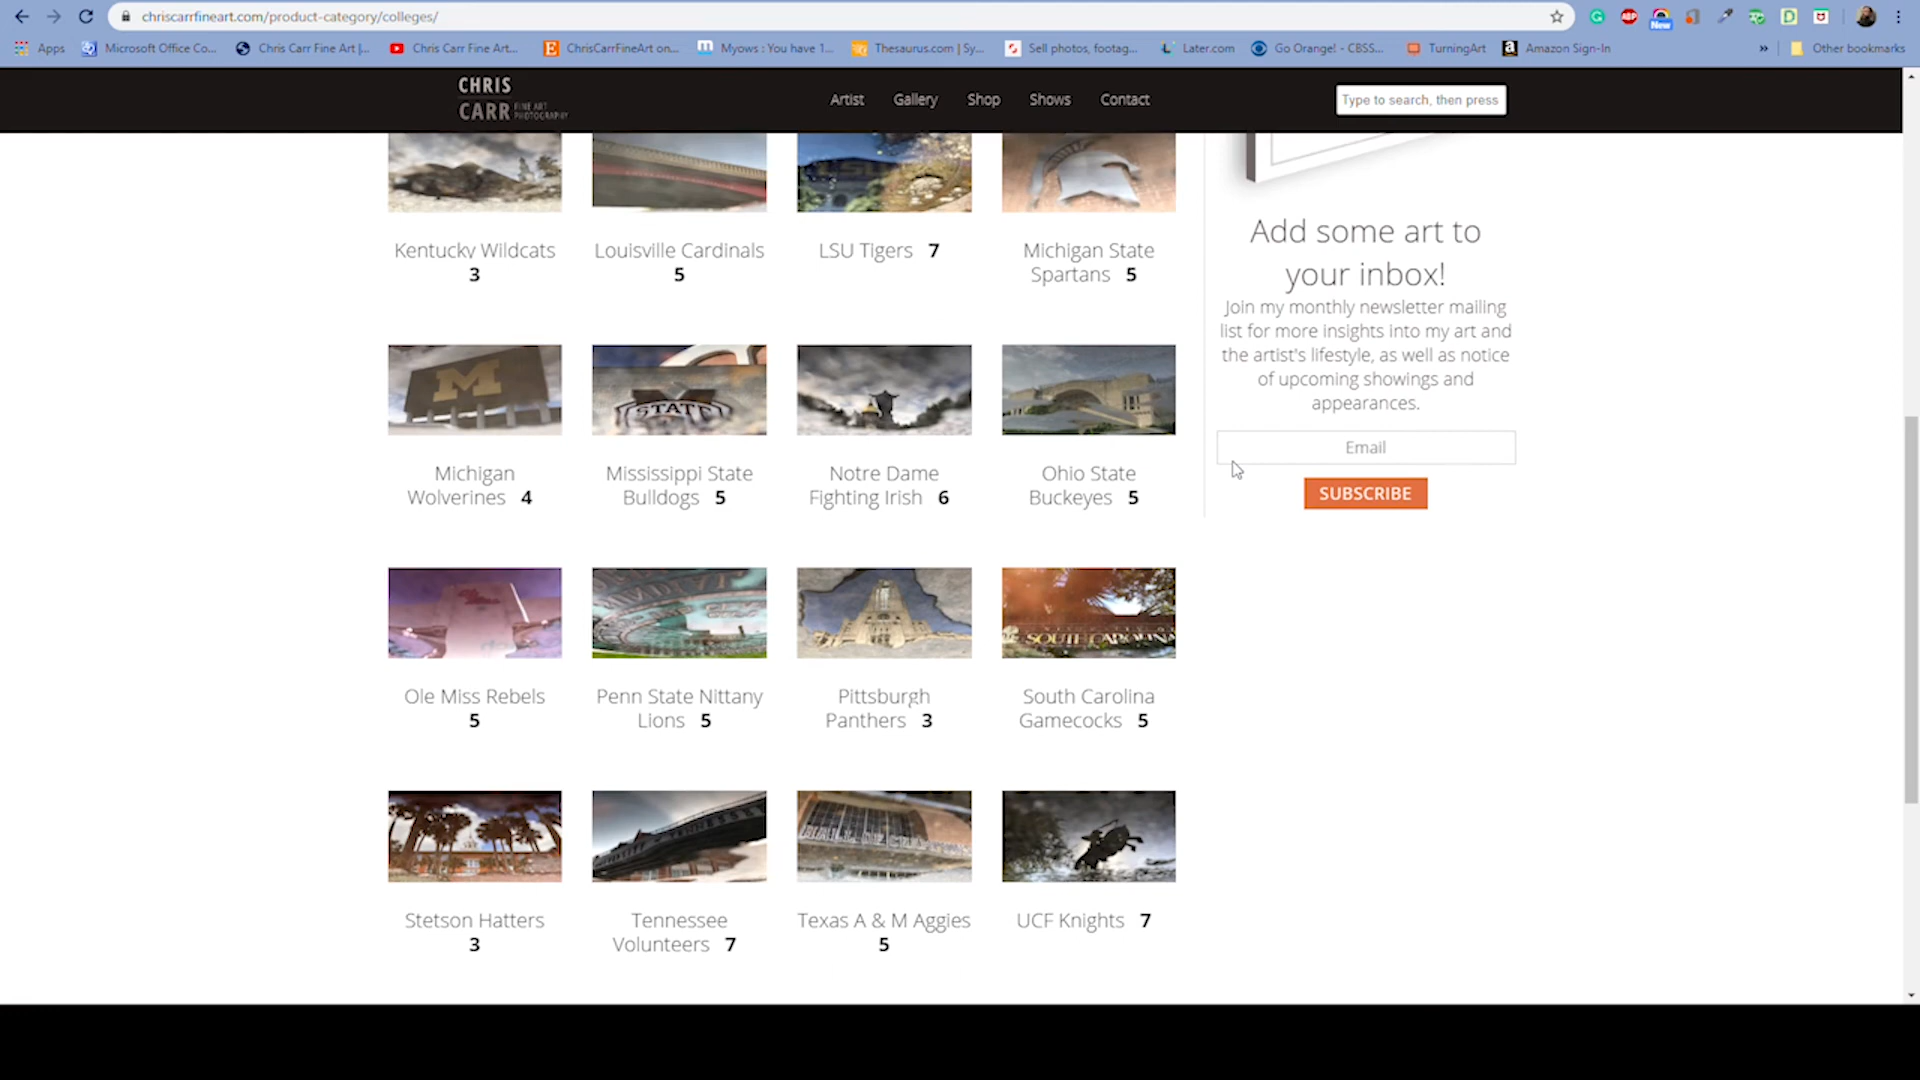 chriscarrfineart.com/product-category/colleges/
Apps Microsoft Office Co... Chris Carr Fine Art |... Chris Carr Fine Art... ChrisCarrFineArt on... Myows : You have 1... Thesaurus.com | Sy... Sell photos, footag... Later.com Go Orange! - CBSS... TurningArt Amazon Sign-In » Other bookmarks
CHRIS
CARR FINE ART
PHOTOGRAPHY
Artist Gallery Shop Shows Contact
Type to search, then press
Kentucky Wildcats
3
Louisville Cardinals
5
LSU Tigers 7
Michigan State
Spartans 5
Add some art to
your inbox!
Join my monthly newsletter mailing
list for more insights into my art and
the artist's lifestyle, as well as notice
of upcoming showings and
appearances.
Email
SUBSCRIBE
M
STATE
Michigan
Wolverines 4
Mississippi State
Bulldogs 5
Notre Dame
Fighting Irish 6
Ohio State
Buckeyes 5
SOUTH CAROLINA
Ole Miss Rebels
5
Penn State Nittany
Lions 5
Pittsburgh
Panthers 3
South Carolina
Gamecocks 5
Stetson Hatters
3
Tennessee
Volunteers 7
Texas A & M Aggies
5
UCF Knights 7